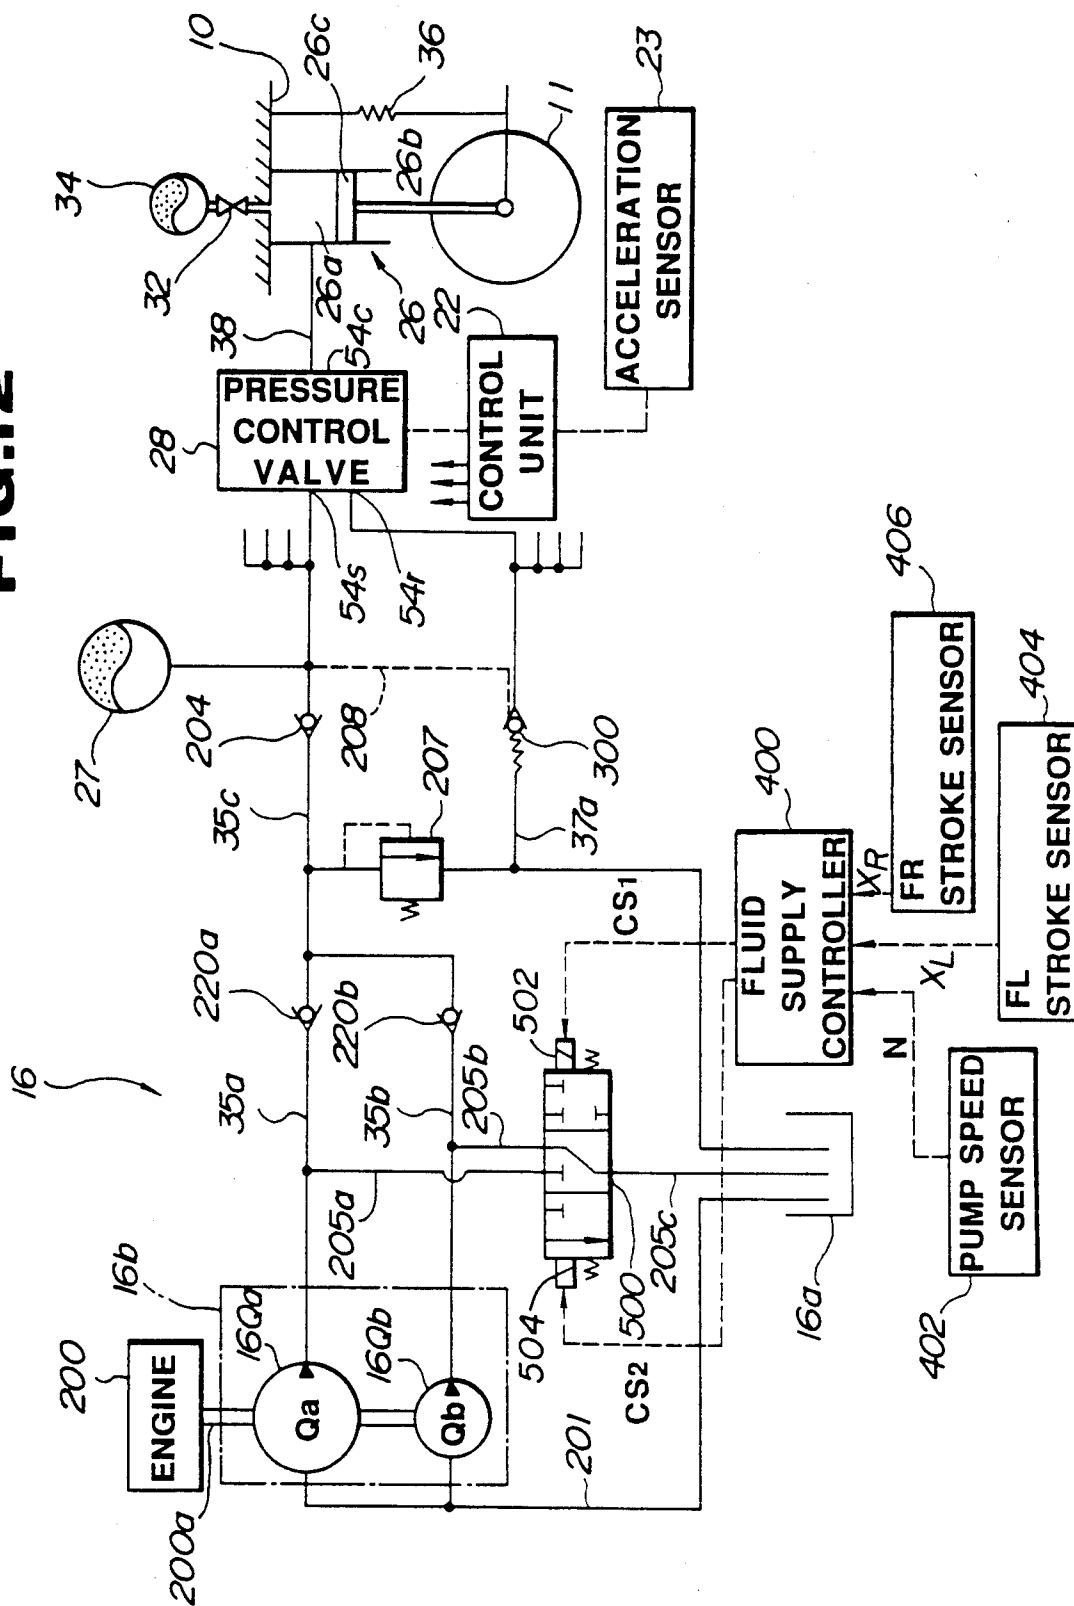 FIG.12
16
200
ENGINE
200a
16b
16Qa
Qa
16Qb
Qb
201
35a
35b
205a
205b
220a
220b
35c
204
27
208
207
300
37a
54s
54r
28
PRESSURE
CONTROL
VALVE
54c
38
32
34
10
26a
26b
26c
26
36
11
22
CONTROL
UNIT
23
ACCELERATION
SENSOR
502
504
500
205c
16a
CS1
CS2
400
FLUID
SUPPLY
CONTROLLER
N
XL
XR
402
PUMP SPEED
SENSOR
404
FL
STROKE SENSOR
406
FR
STROKE SENSOR